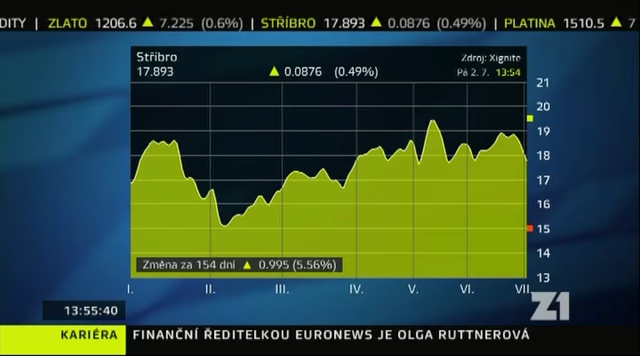 DITY | ZLATO 1206.6 ▲ 7.225 (0.6%) | STŘÍBRO 17.893 ▲ 0.0876 (0.49%) | PLATINA 1510.5 ▲ 7
Stříbro
Zdroj: Xignite
17.893 ▲ 0.0876 (0.49%)
Pá 2. 7. 13:54
21
20
19
18
17
16
15
14
13
Změna za 154 dní ▲ 0.995 (5.56%)
I. II. III. IV. V. VI. VII
13:55:40
Z1
KARIÉRA FINANČNÍ ŘEDITELKOU EURONEWS JE OLGA RUTTNEROVÁ